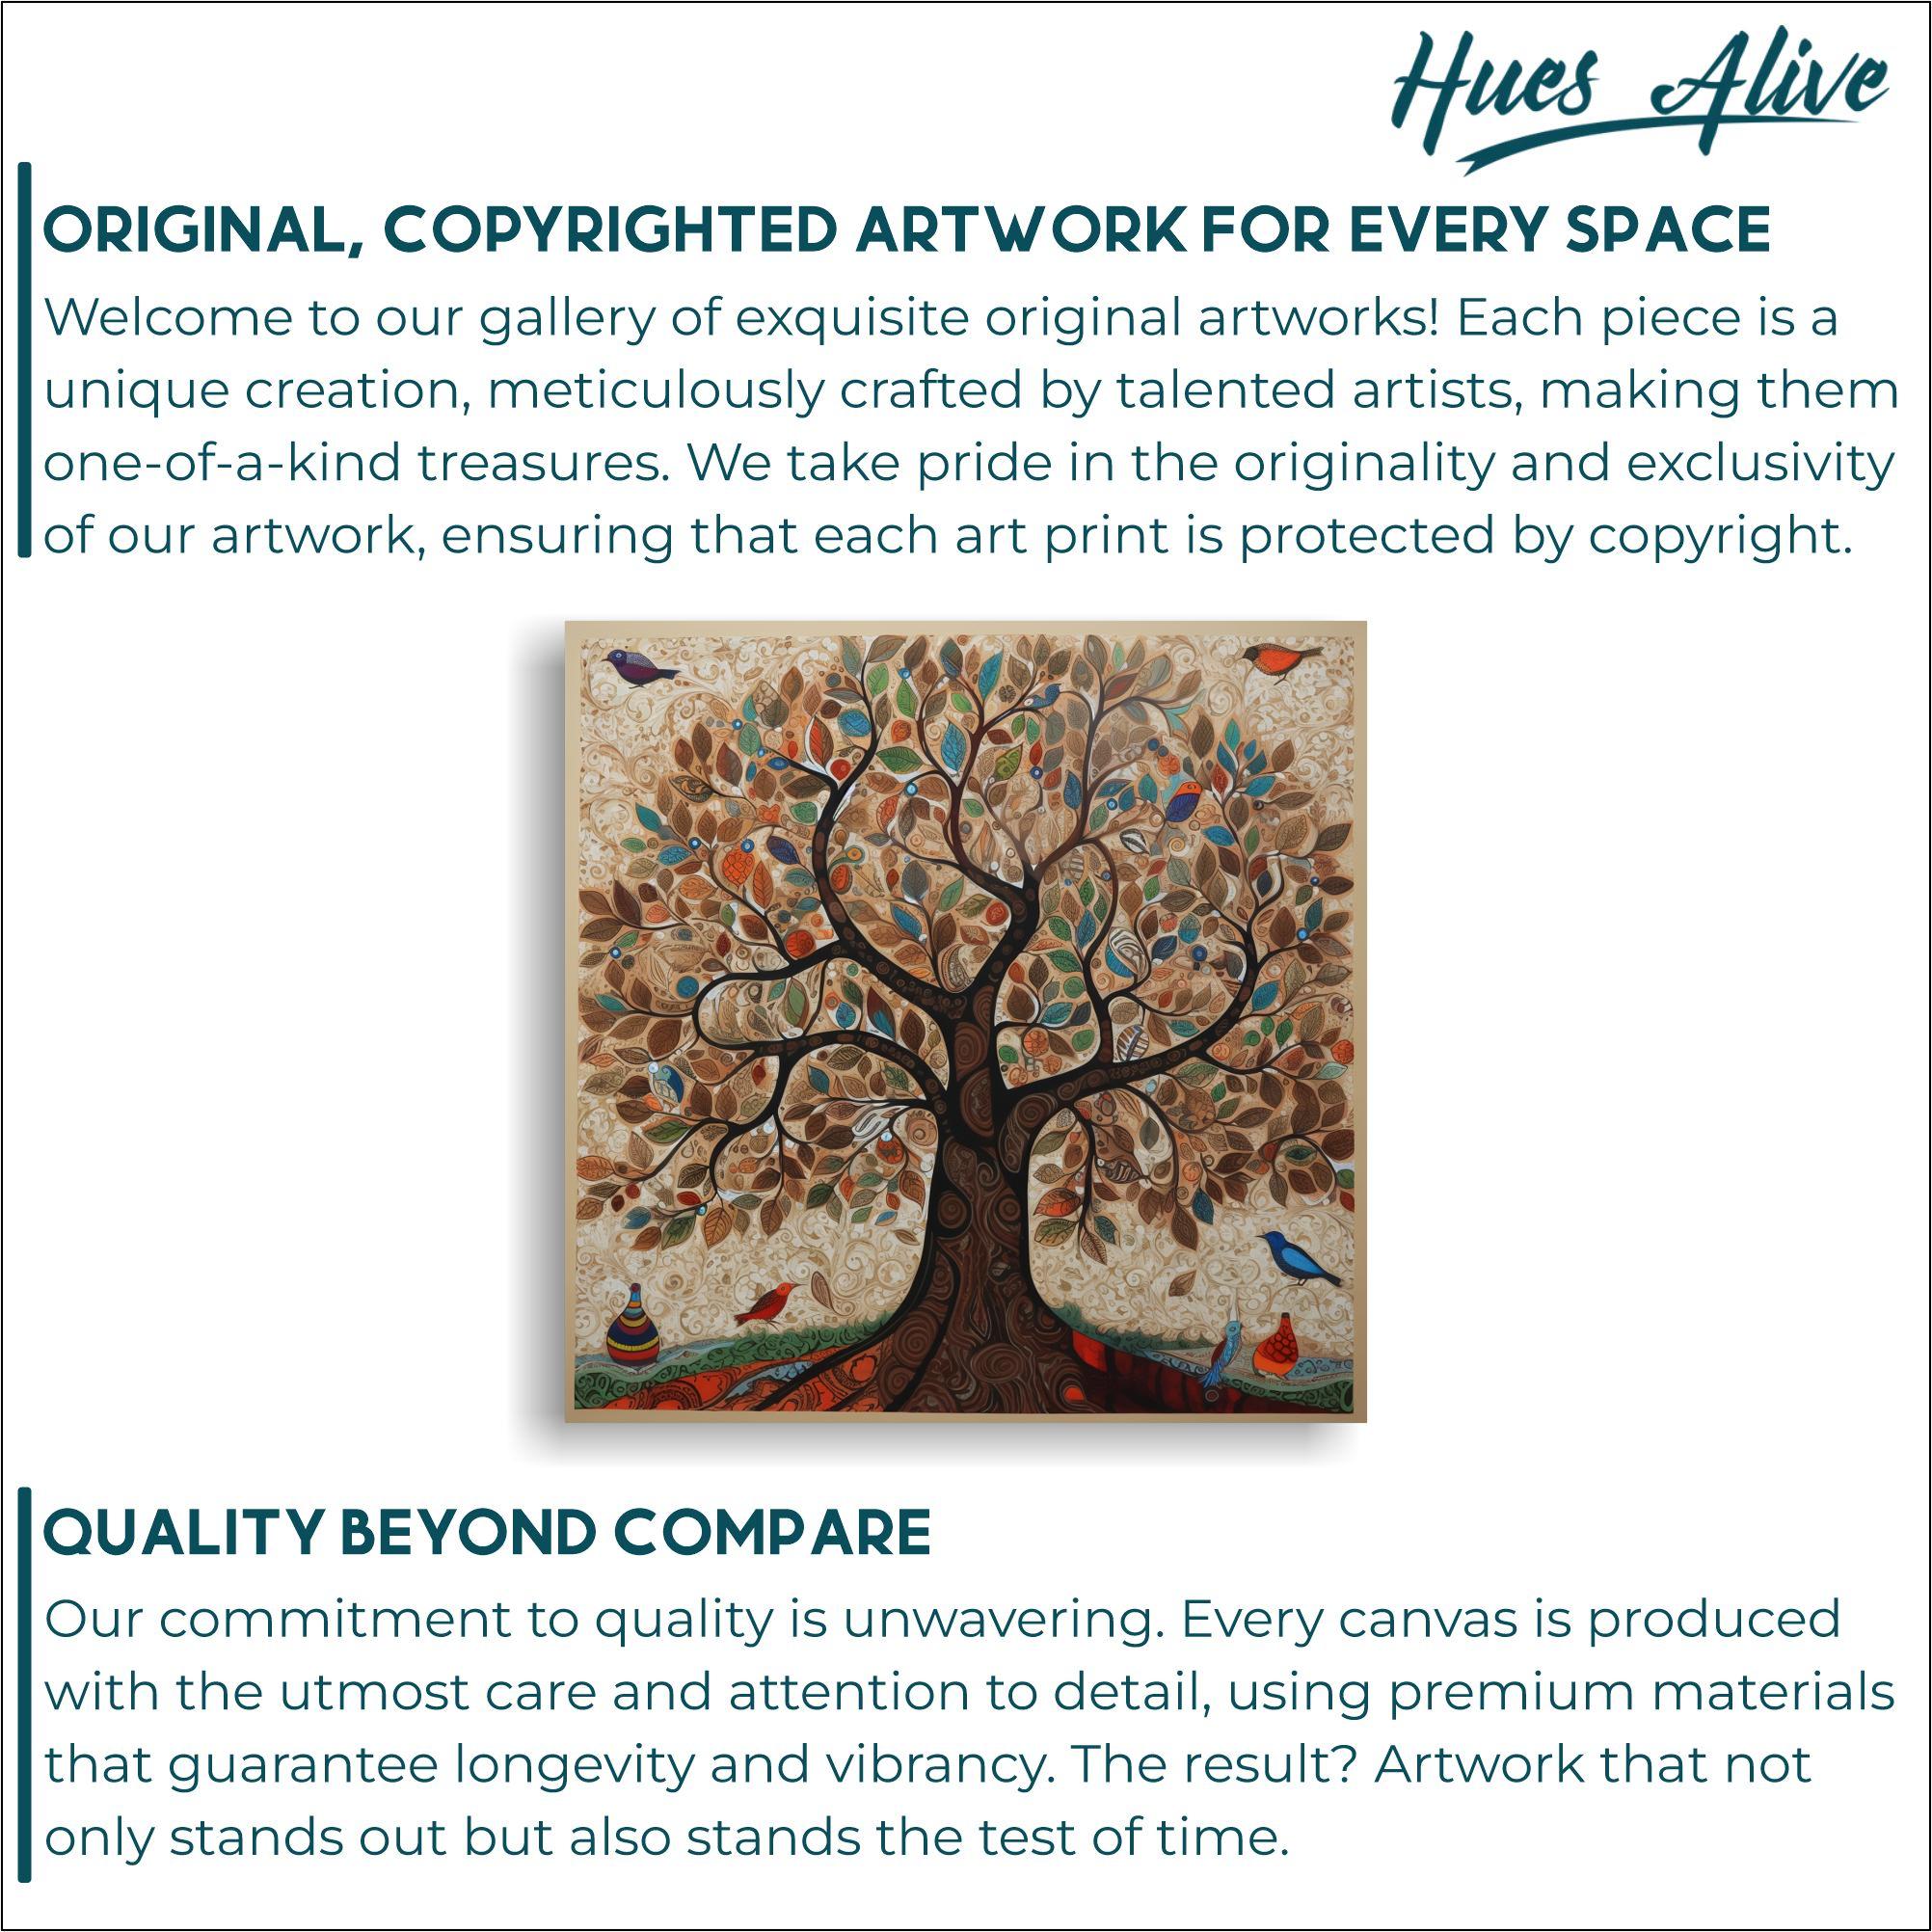 Hues Alive
ORIGINAL, COPYRIGHTED ARTWORK FOR EVERY SPACE
Welcome to our gallery of exquisite original artworks! Each piece is a
unique creation, meticulously crafted by talented artists, making them
one-of-a-kind treasures. We take pride in the originality and exclusivity
of our artwork, ensuring that each art print is protected by copyright.
QUALITY BEYOND COMPARE
Our commitment to quality is unwavering. Every canvas is produced
with the utmost care and attention to detail, using premium materials
that guarantee longevity and vibrancy. The result? Artwork that not
only stands out but also stands the test of time.